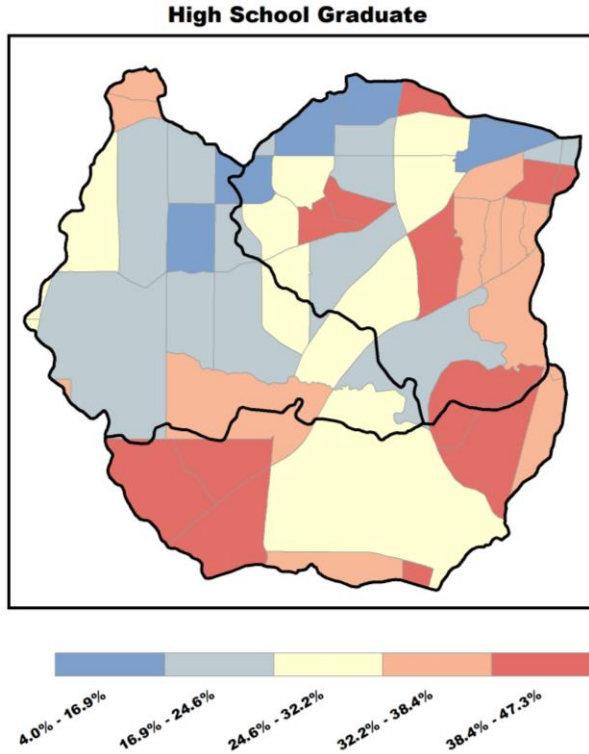 High School Graduate
4.0% - 16.9%
16.9% - 24.6%
24.6% - 32.2%
32.2% - 38.4%
38.4% - 47.3%